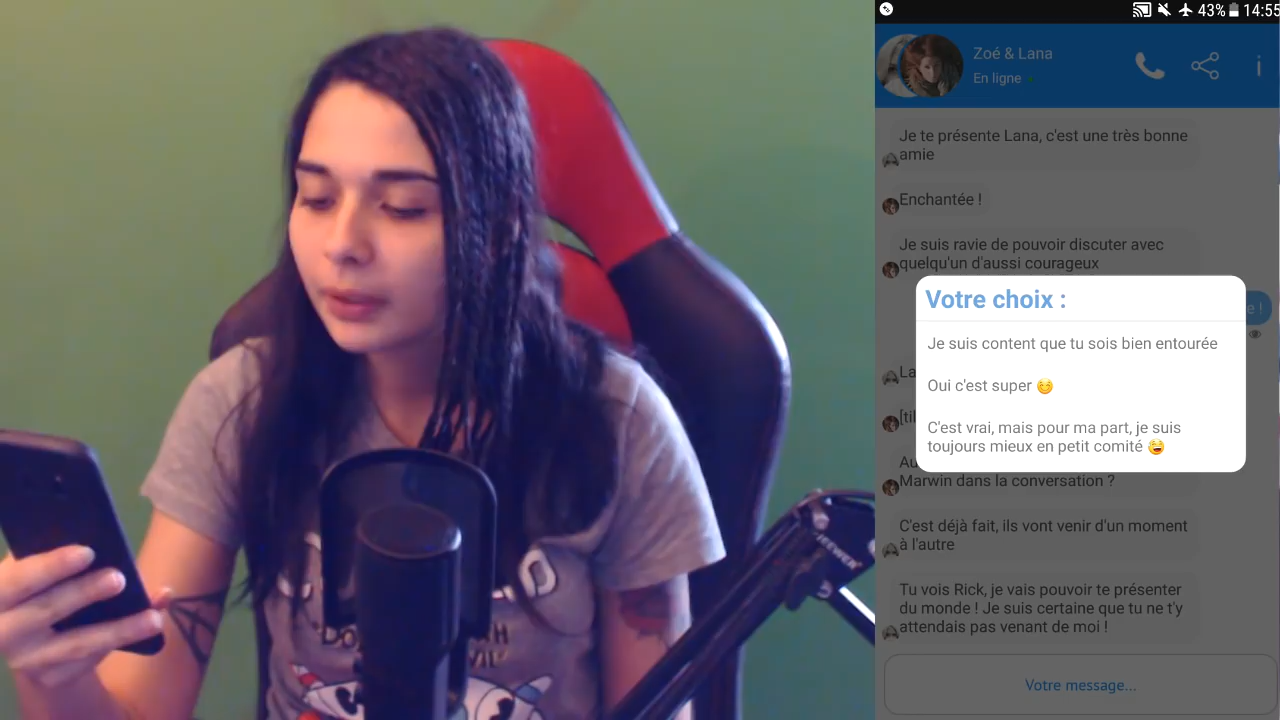 43% 14:55
Zoé & Lana
En ligne
Je te présente Lana, c'est une très bonne
amie
Enchantée !
Je suis ravie de pouvoir discuter avec
quelqu'un d'aussi courageux
e !
Votre choix :
Je suis content que tu sois bien entourée
La
Oui c'est super
C'est vrai, mais pour ma part, je suis
toujours mieux en petit comité
Au
Marwin dans la conversation ?
C'est déjà fait, ils vont venir d'un moment
à l'autre
Tu vois Rick, je vais pouvoir te présenter
du monde ! Je suis certaine que tu ne t'y
attendais pas venant de moi !
Votre message...